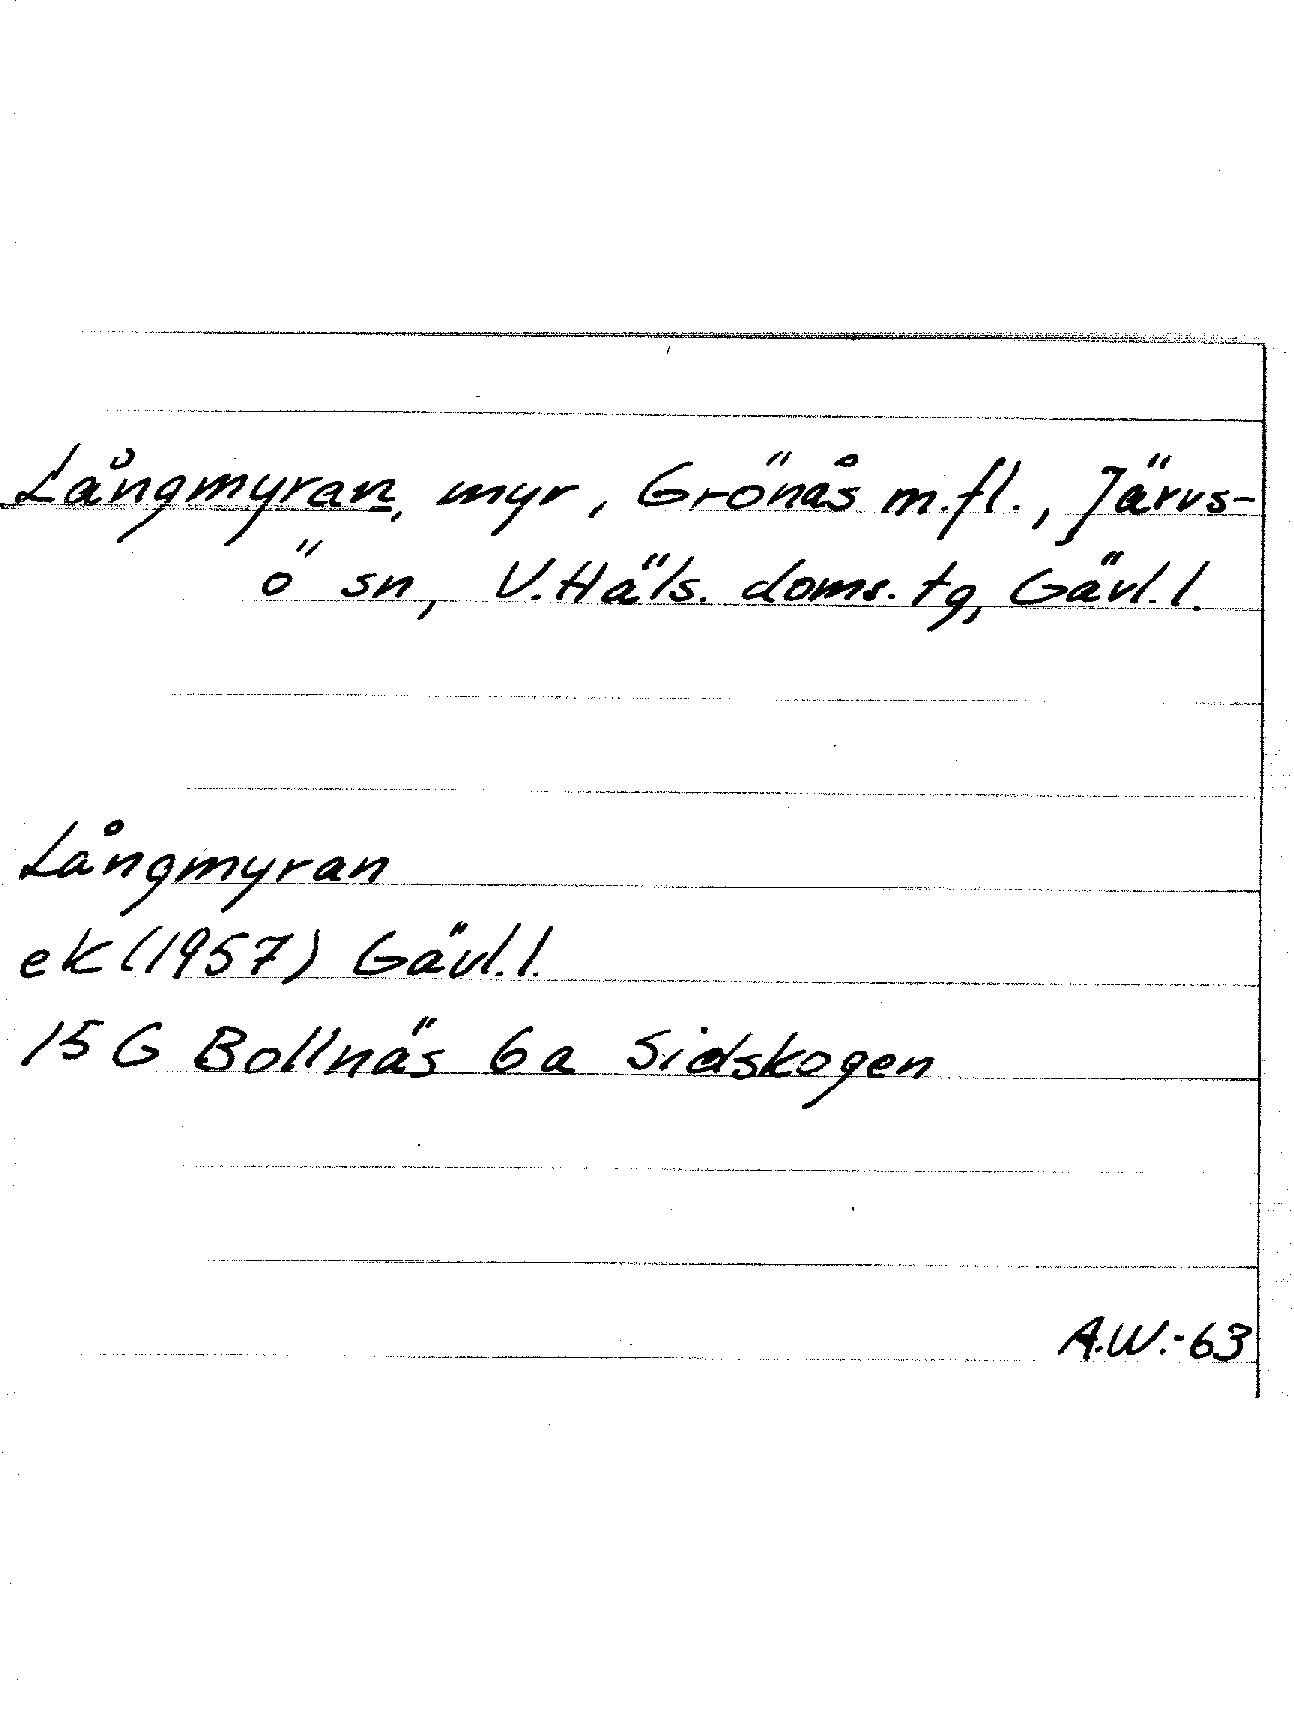 Långmyran, myr, Grönås m.fl., Järvs-
ö sn, V.Häls. doms. tg, Gävl.l.
Långmyran
ek (1957) Gävl.l.
15 G Bollnäs 6a Sidskogen
A.W.-63